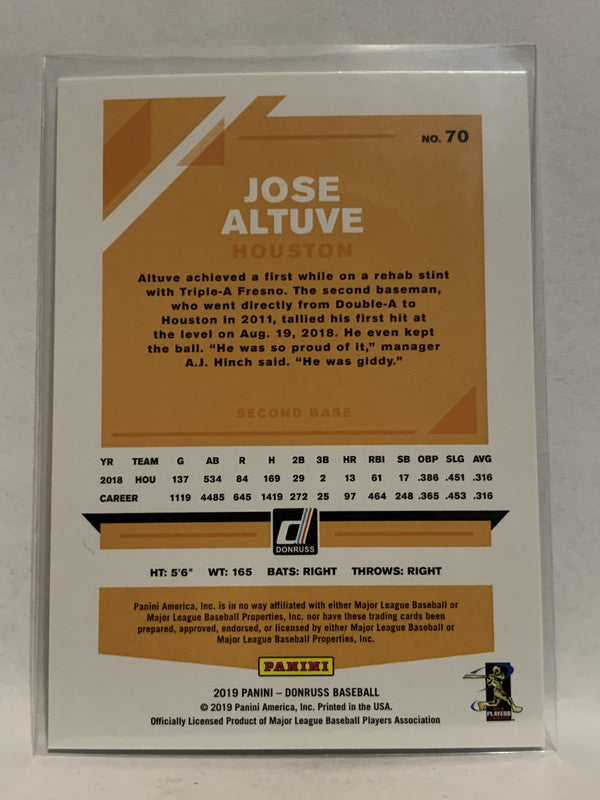 NO. 70
JOSE
ALTUVE
HOUSTON
Altuve achieved a first while on a rehab stint
with Triple-A Fresno. The second baseman,
who went directly from Double-A to
Houston in 2011, tallied his first hit at
the level on Aug. 19, 2018. He even kept
the ball. “He was so proud of it,” manager
A.J. Hinch said. “He was giddy.”
SECOND BASE
YR TEAM G AB R H 2B 3B HR RBI SB OBP SLG AVG
2018 HOU 137 534 84 169 29 2 13 61 17 .386 .451 .316
CAREER 1119 4485 645 1419 272 25 97 464 248 .365 .453 .316
d
DONRUSS
HT: 5'6" WT: 165 BATS: RIGHT THROWS: RIGHT
Panini America, Inc. is in no way affiliated with either Major League Baseball or
Major League Baseball Properties, Inc. nor have these trading cards been
prepared, approved, endorsed, or licensed by either Major League Baseball or
Major League Baseball Properties, Inc.
PANINI
2019 PANINI – DONRUSS BASEBALL
© 2019 Panini America, Inc. Printed in the USA.
Officially Licensed Product of Major League Baseball Players Association
PLAYERS